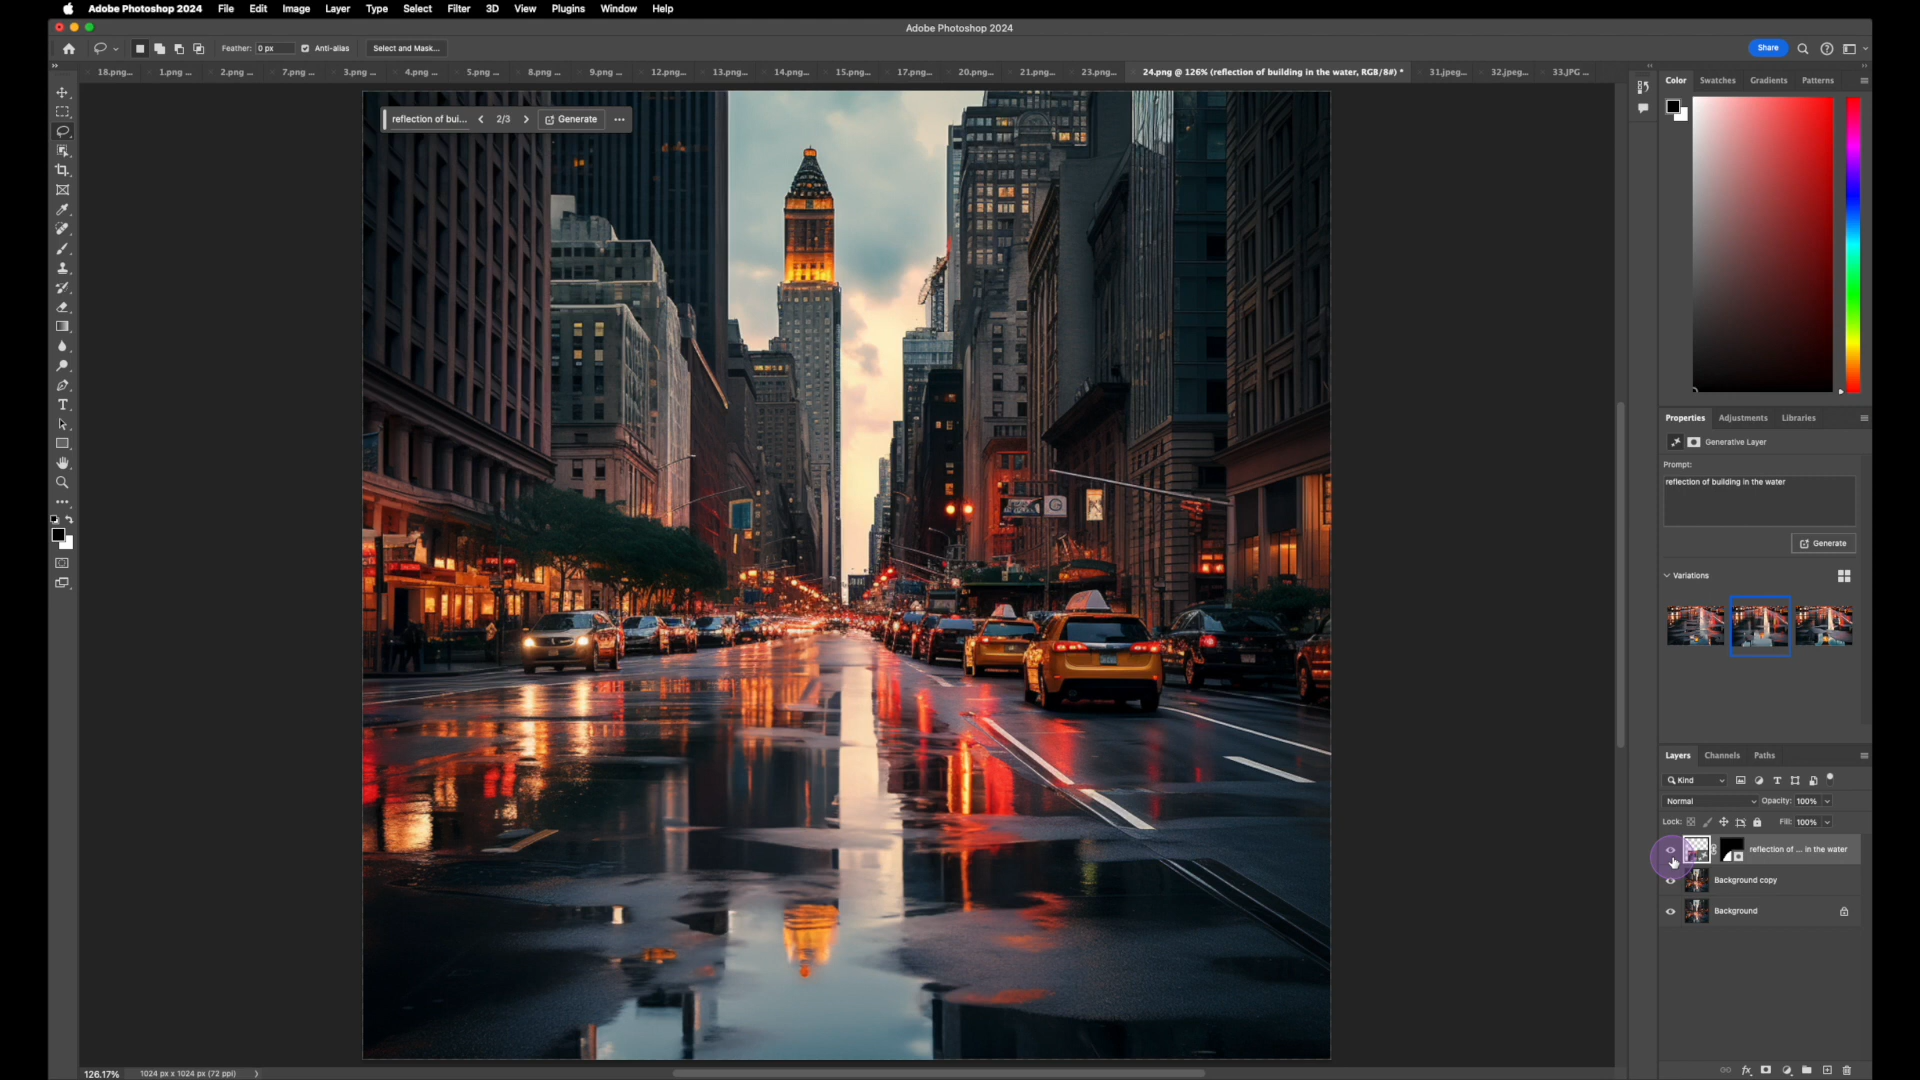 Adobe Photoshop 2024 File Edit Image Layer Type Select Filter 3D View Plugins Window Help
Adobe Photoshop 2024
Feather: 0 px Anti-alias Select and Mask... Share
18.png... 1.png ... 2.png ... 7.png ... 3.png ... 4.png ... 5.png ... 8.png ... 9.png ... 12.png... 13.png... 14.png... 15.png... 17.png... 20.png... 21.png... 23.png... 24.png @ 126% (reflection of building in the water, RGB/8#) * 31.jpeg... 32.jpeg... 33.JPG ...
Color Swatches Gradients Patterns
reflection of bui... 2/3 Generate
Properties Adjustments Libraries
Generative Layer
Prompt:
reflection of building in the water
Generate
Variations
Layers Channels Paths
Kind
Normal Opacity: 100%
Lock: Fill: 100%
reflection of ... in the water
Background copy
Background
126.17% 1024 px x 1024 px (72 ppi)